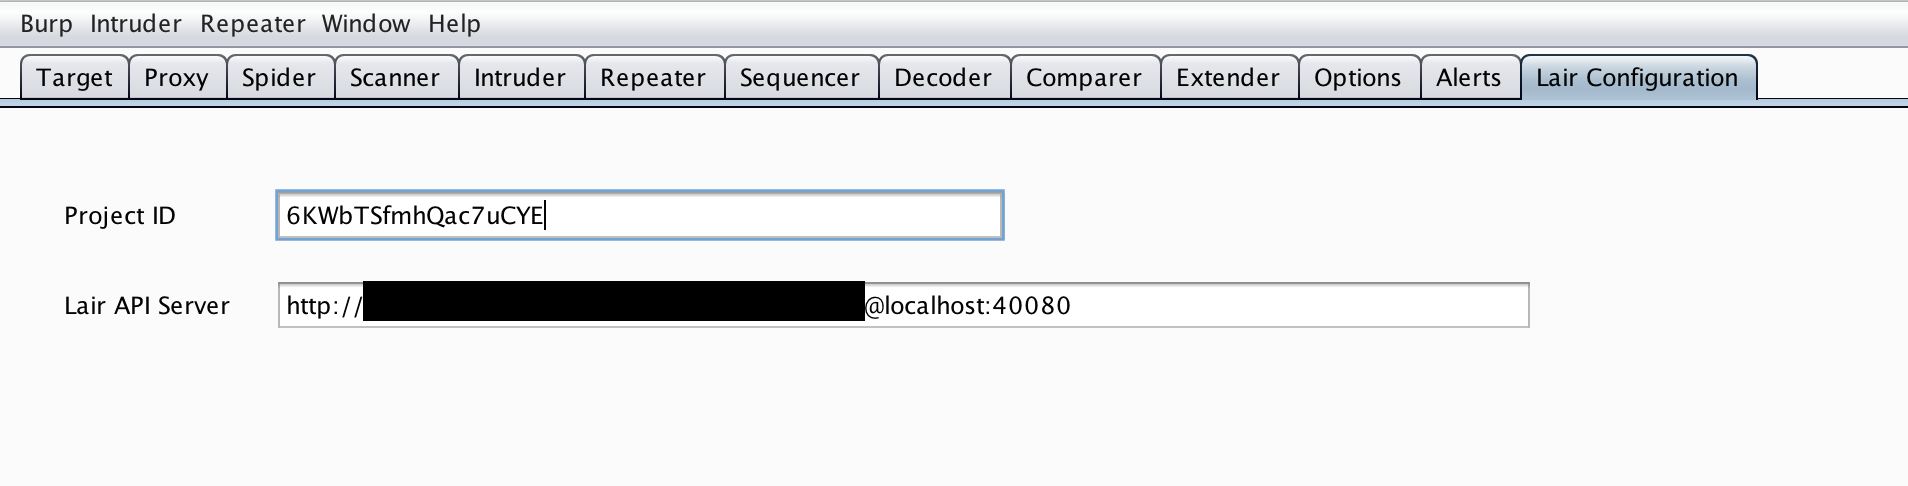 Burp Intruder Repeater Window Help
Target Proxy Spider Scanner Intruder Repeater Sequencer Decoder Comparer Extender Options Alerts Lair Configuration
Project ID 6KWbTSfmhQac7uCYE
Lair API Server http://@localhost:40080